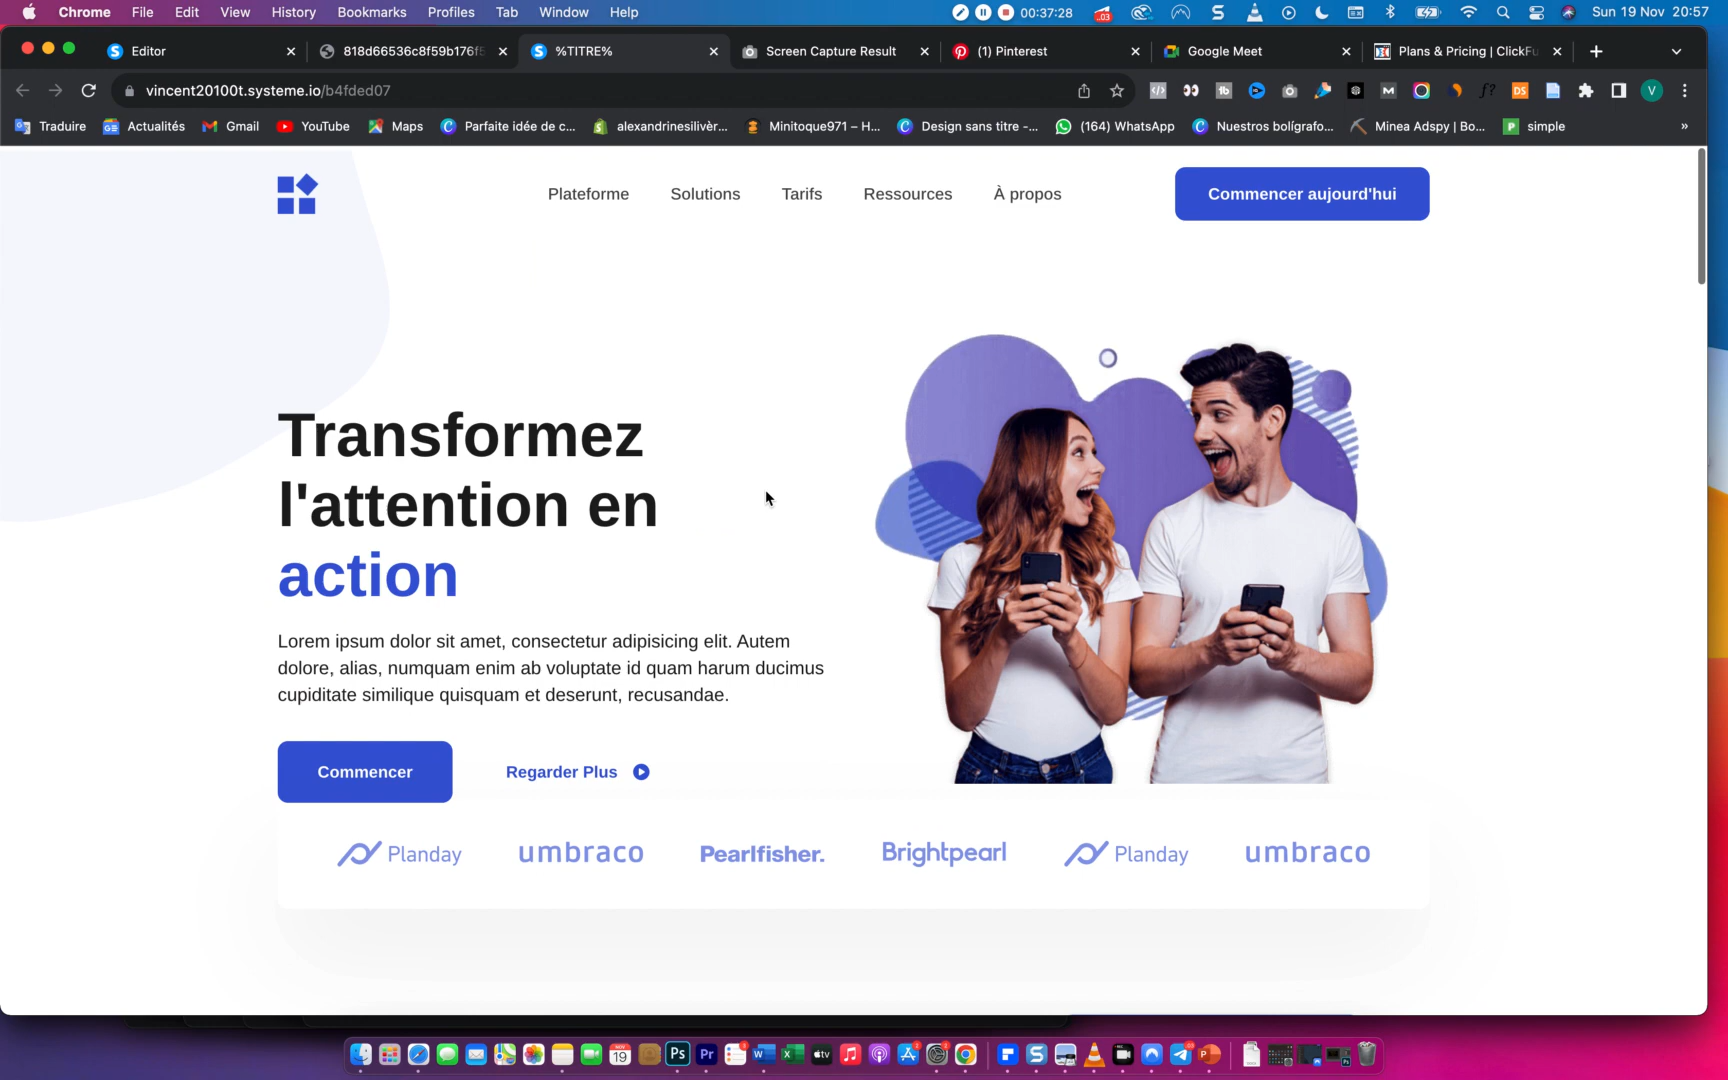 Chrome File Edit View History Bookmarks Profiles Tab Window Help 00:37:28 Sun 19 Nov 20:57
Editor 818d66536c8f59b176f5 %TITRE% Screen Capture Result (1) Pinterest Google Meet Plans & Pricing | ClickFu
vincent20100t.systeme.io/b4fded07
Traduire Actualités Gmail YouTube Maps Parfaite idée de c... alexandrinesilivèr... Minitoque971 – H... Design sans titre -... (164) WhatsApp Nuestros bolígrafo... Minea Adspy | Bo... simple »
Plateforme Solutions Tarifs Ressources À propos Commencer aujourd'hui
Transformez
l'attention en
action
Lorem ipsum dolor sit amet, consectetur adipisicing elit. Autem
dolore, alias, numquam enim ab voluptate id quam harum ducimus
cupiditate similique quisquam et deserunt, recusandae.
Commencer Regarder Plus
Planday umbraco Pearlfisher. Brightpearl Planday umbraco
NOV
19
Ps Pr